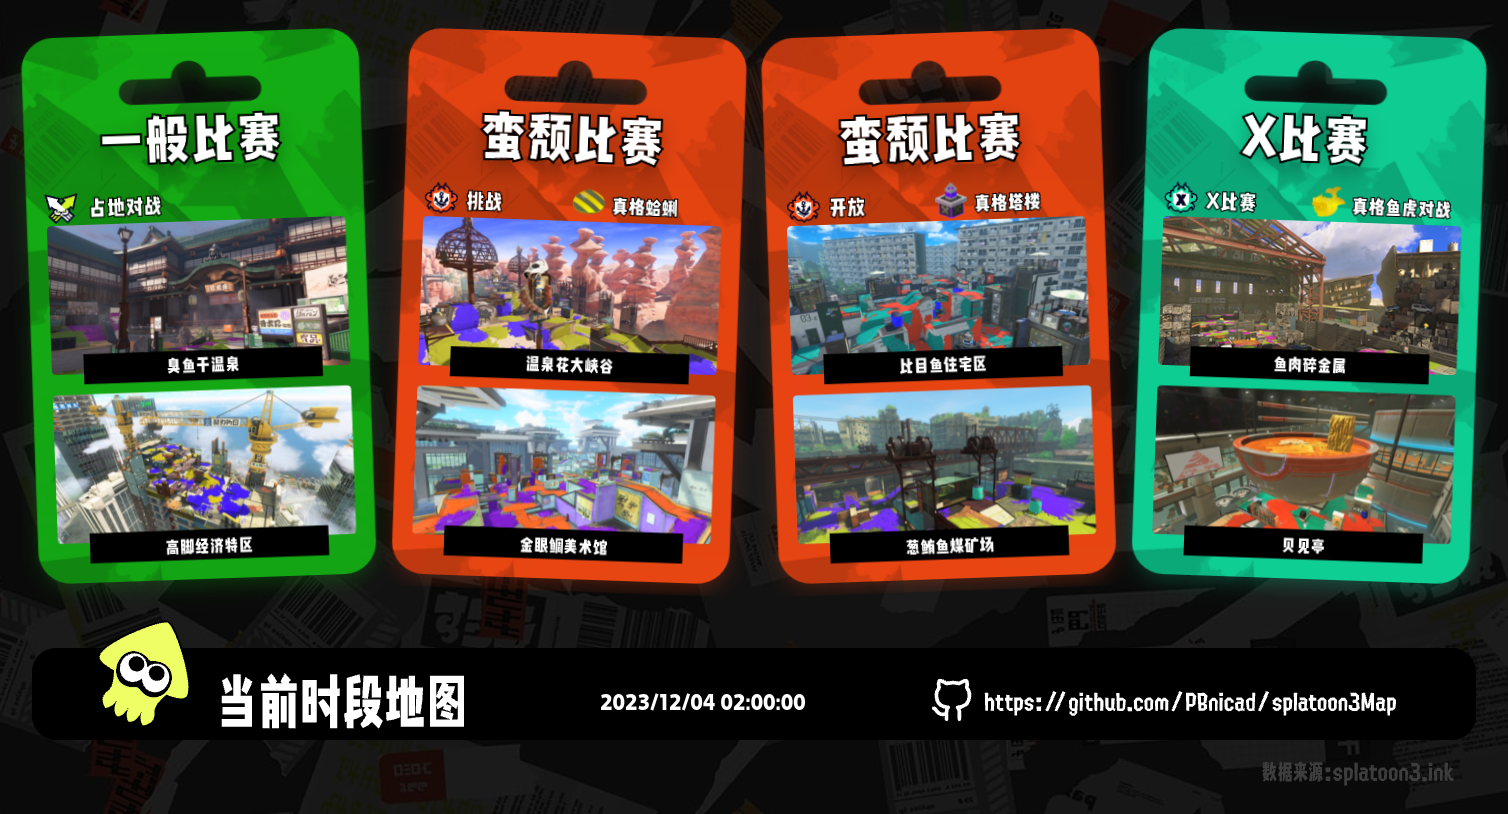 一般比赛
占地对战
臭鱼干温泉
高脚经济特区
蛮颓比赛
挑战
真格蛤蜊
温泉花大峡谷
金眼鲷美术馆
蛮颓比赛
开放
真格塔楼
比目鱼住宅区
葱鲔鱼煤矿场
X比赛
X比赛
真格鱼虎对战
鱼肉碎金属
贝见亭
当前时段地图
2023/12/04 02:00:00
https://github.com/PBnicad/splatoon3Map
数据来源:splatoon3.ink